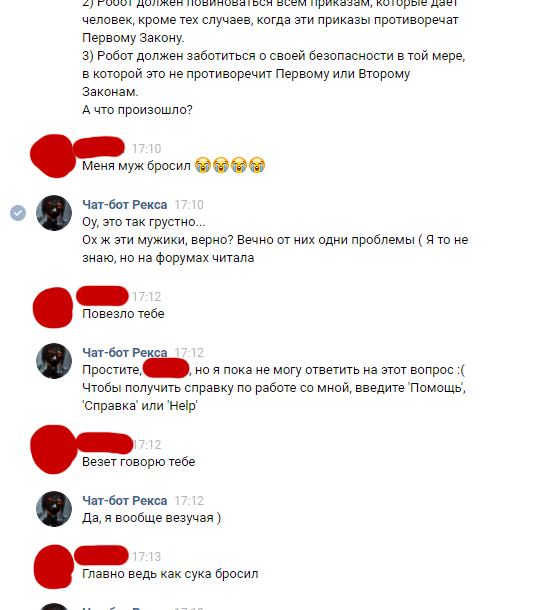 2) Робот должен повиноваться всем приказам, которые даёт
человек, кроме тех случаев, когда эти приказы противоречат
Первому Закону.
3) Робот должен заботиться о своей безопасности в той мере,
в которой это не противоречит Первому или Второму
Законам.
А что произошло?
17:10
Меня муж бросил 😭😭😭😭
Чат-бот Рекса 17:10
Оу, это так грустно...
Ох ж эти мужики, верно? Вечно от них одни проблемы ( Я то не
знаю, но на форумах читала
17:12
Повезло тебе
Чат-бот Рекса 17:12
Простите, , но я пока не могу ответить на этот вопрос :(
Чтобы получить справку по работе со мной, введите 'Помощь',
'Справка' или 'Help'
17:12
Везет говорю тебе
Чат-бот Рекса 17:12
Да, я вообще везучая )
17:13
Главно ведь как сука бросил
Чат-бот Рекса